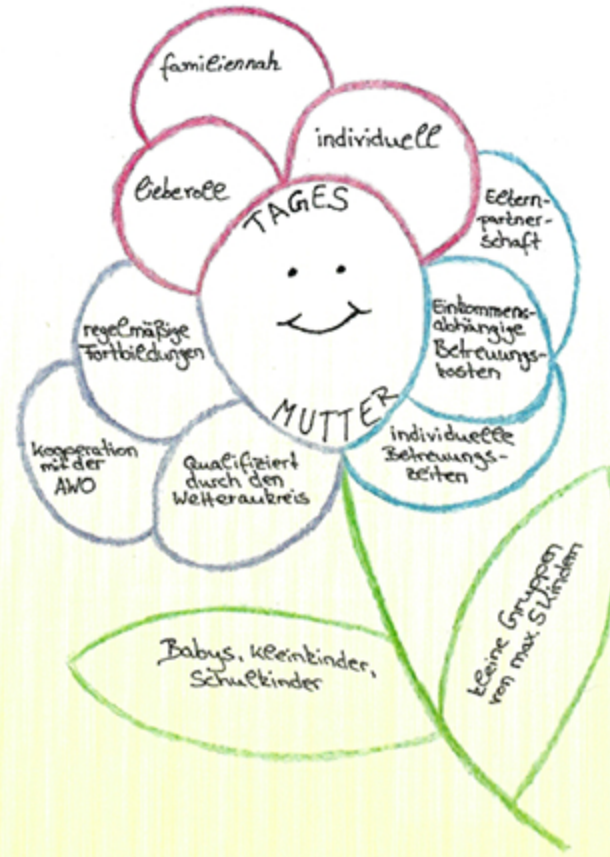 familiennah
individuell
lieberoll
TAGES
MUTTER
Eltern-
partner-
schaft
Einkommens-
abhängige
Betreuungs-
kosten
individuelle
Betreuungs-
zeiten
regelmäßige
Fortbildungen
Kooperation
mit der
AWO
Qualifiziert
durch den
Wetteraukreis
Babys, Kleinkinder,
Schulkinder
kleine Gruppen
von max. 5 Kindern